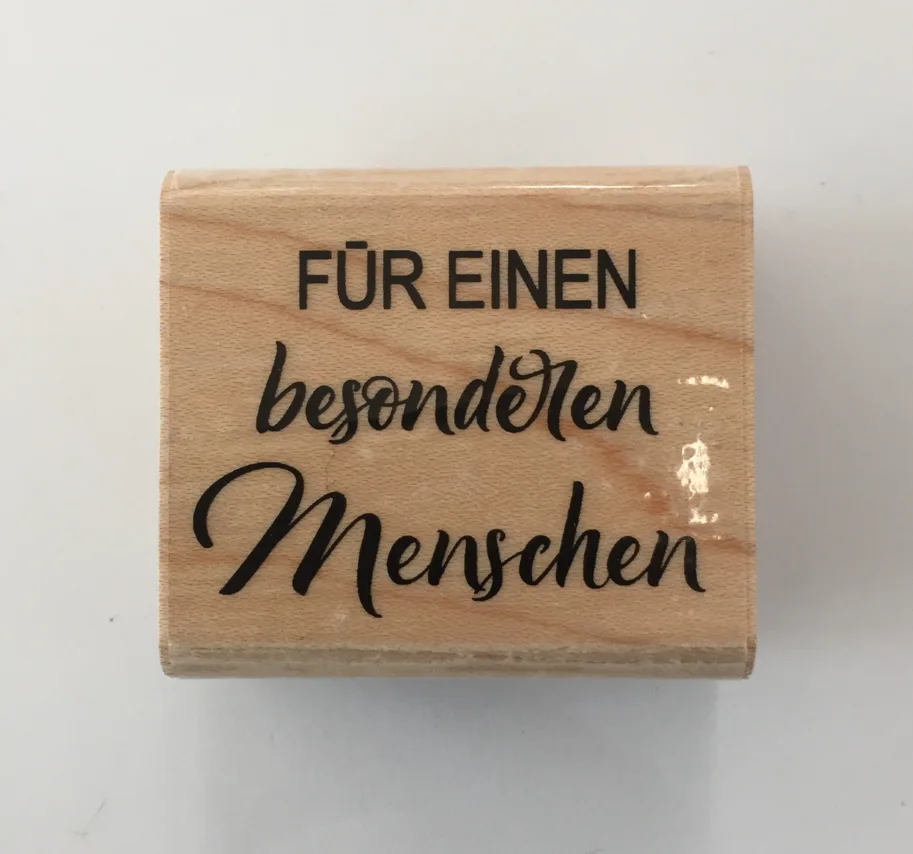 FÜR EINEN
besonderen
Menschen